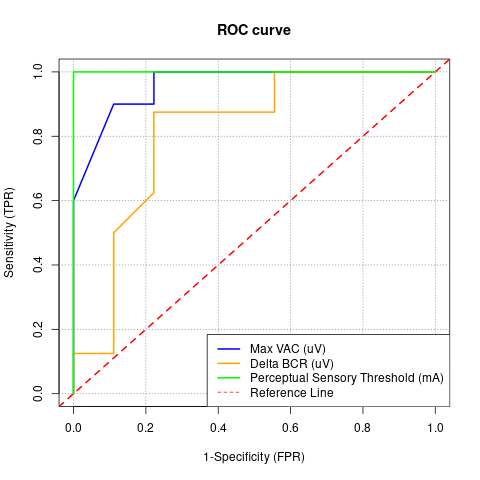 ROC curve
Sensitivity (TPR)
1.0
0.8
0.6
0.4
0.2
0.0
0.0 0.2 0.4 0.6 0.8 1.0
1-Specificity (FPR)
Max VAC (uV)
Delta BCR (uV)
Perceptual Sensory Threshold (mA)
Reference Line